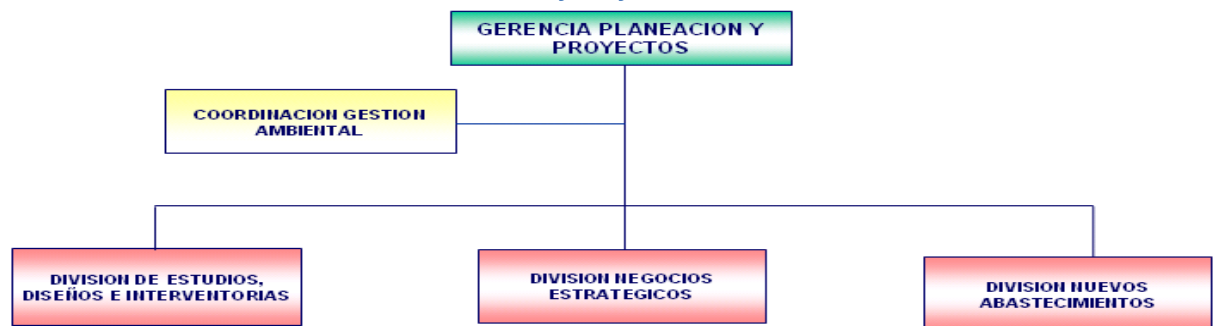 GERENCIA PLANEACION Y
PROYECTOS
COORDINACION GESTION
AMBIENTAL
DIVISION DE ESTUDIOS,
DISEÑOS E INTERVENTORIAS
DIVISION NEGOCIOS
ESTRATEGICOS
DIVISION NUEVOS
ABASTECIMIENTOS